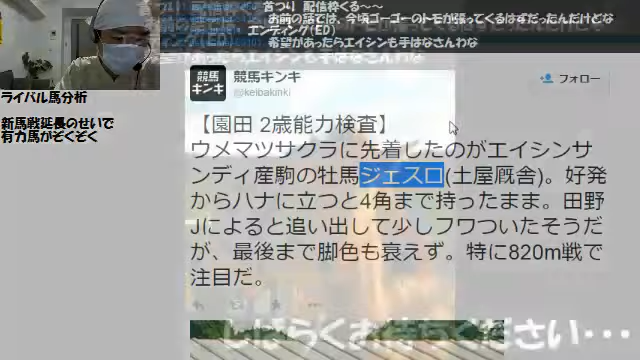 首つり 配信枠くる～～
お前の話では、今頃ゴーゴーのトモが張ってくるはずだったんだけどな
エンディング(ED)
希望があったらエイシンも手はなさんわな
ライバル馬分析
新馬戦延長のせいで
有力馬がぞくぞく
競馬
キンキ
競馬キンキ
@keibakinki
フォロー
【園田 2歳能力検査】
ウメマツサクラに先着したのがエイシンサ
ンディ産駒の牡馬ジェスロ(土屋厩舎)。好発
からハナに立つと4角まで持ったまま。田野
Jによると追い出して少しフワついたそうだ
が、最後まで脚色も衰えず。特に820m戦で
注目だ。
しばらくお待ちください・・・